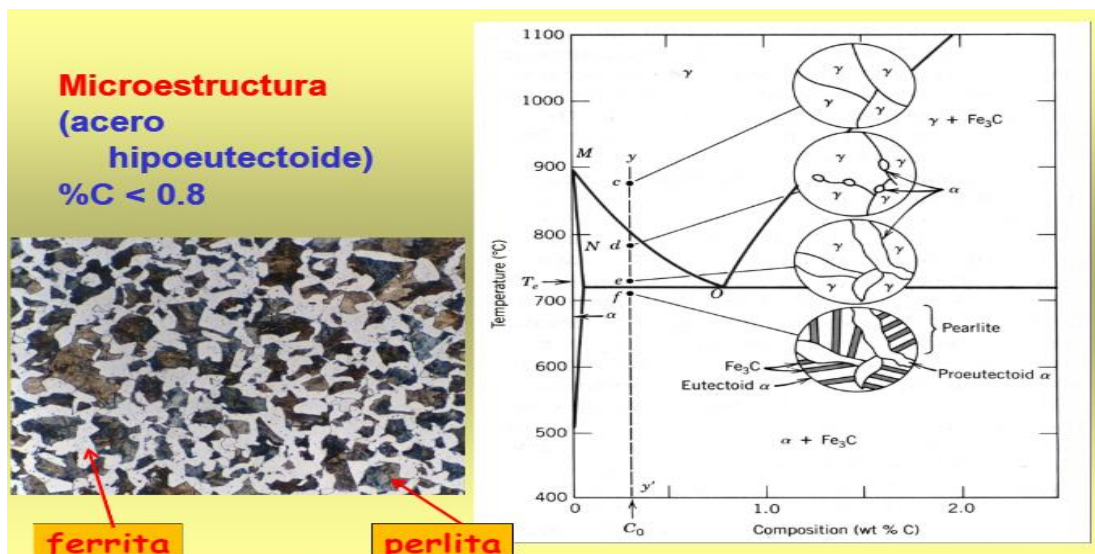 Microestructura
(acero
hipoeutectoide)
%C < 0.8
ferrita
perlita
1100
1000
900
800
700
600
500
400
Temperature (°C)
Tₑ
M
N
O
y
c
d
e
f
y'
γ
γ γ
γ γ
γ + Fe₃C
γ γ
γ γ
α
γ γ
γ γ
α
Pearlite
Fe₃C
Eutectoid α
Proeutectoid α
α + Fe₃C
0 1.0 2.0
C₀
Composition (wt % C)